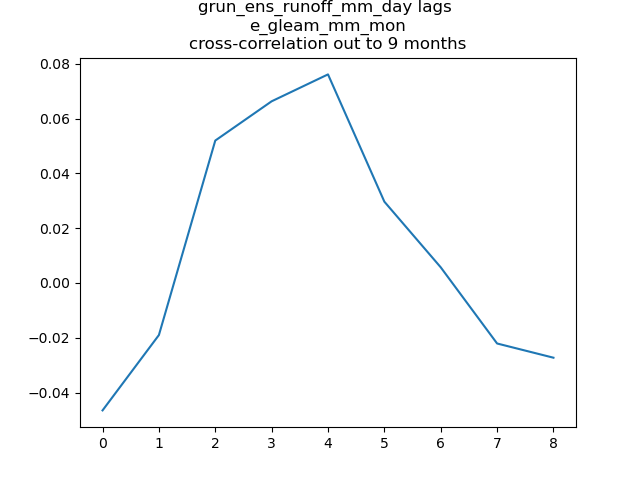 grun_ens_runoff_mm_day lags
e_gleam_mm_mon
cross-correlation out to 9 months
0.08
0.06
0.04
0.02
0.00
−0.02
−0.04
0 1 2 3 4 5 6 7 8